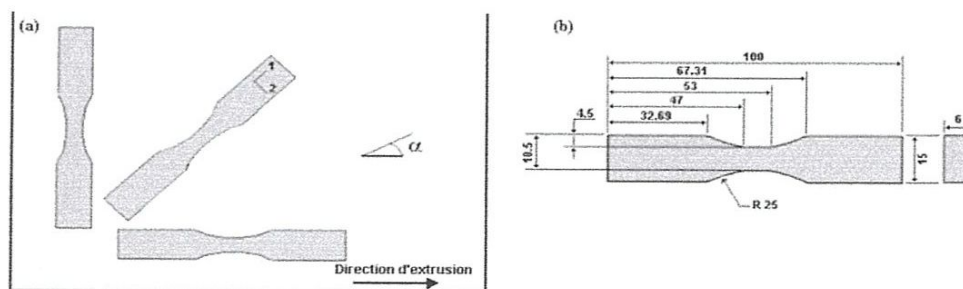 (a)
1
2
α
Direction d'extrusion
(b)
100
67.31
53
47
4.5
32.69
6
10.5
15
R 25